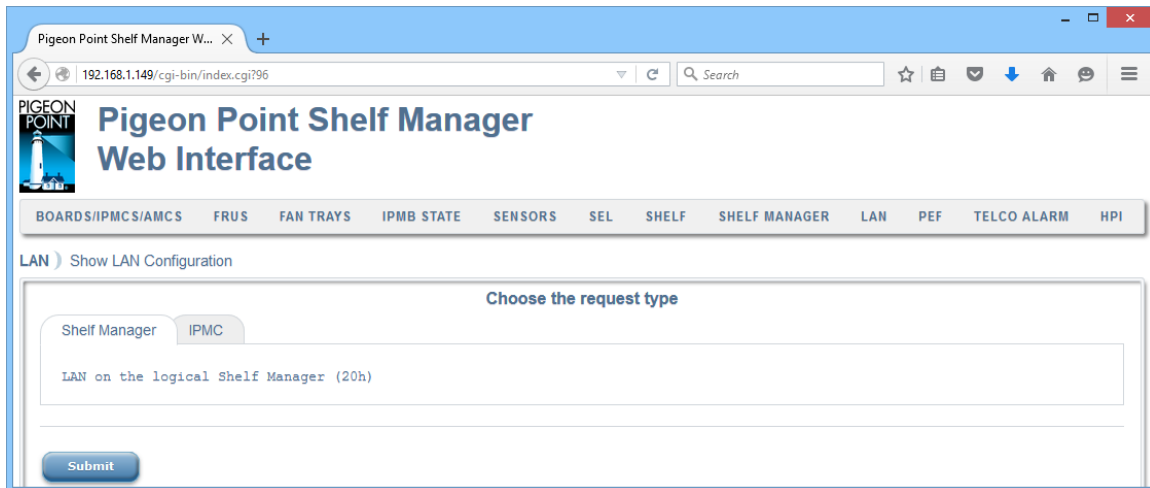 Pigeon Point Shelf Manager W...
192.168.1.149/cgi-bin/index.cgi?96
Search
PIGEON
POINT
Pigeon Point Shelf Manager
Web Interface
BOARDS/IPMCS/AMCS FRUS FAN TRAYS IPMB STATE SENSORS SEL SHELF SHELF MANAGER LAN PEF TELCO ALARM HPI
LAN ) Show LAN Configuration
Choose the request type
Shelf Manager IPMC
LAN on the logical Shelf Manager (20h)
Submit